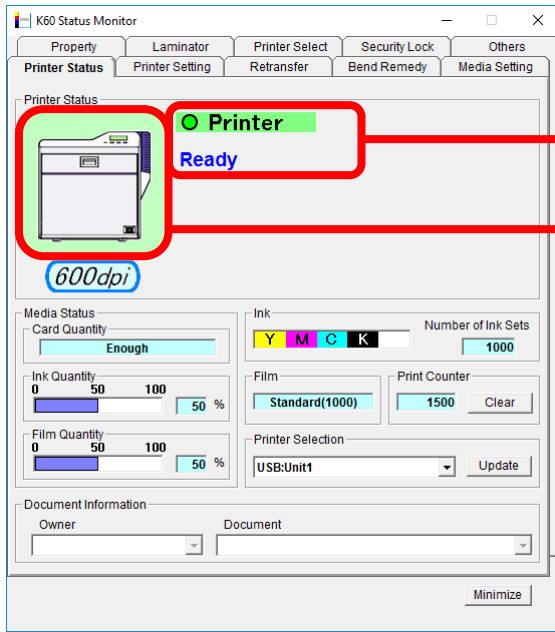 K60 Status Monitor
Property Laminator Printer Select Security Lock Others
Printer Status Printer Setting Retransfer Bend Remedy Media Setting
Printer Status
Printer
Ready
600dpi
Media Status
Card Quantity
Enough
Ink Quantity
0 50 100
50 %
Film Quantity
0 50 100
50 %
Ink
Y M C K
Number of Ink Sets
1000
Film
Standard(1000)
Print Counter
1500 Clear
Printer Selection
USB:Unit1 Update
Document Information
Owner Document
Minimize